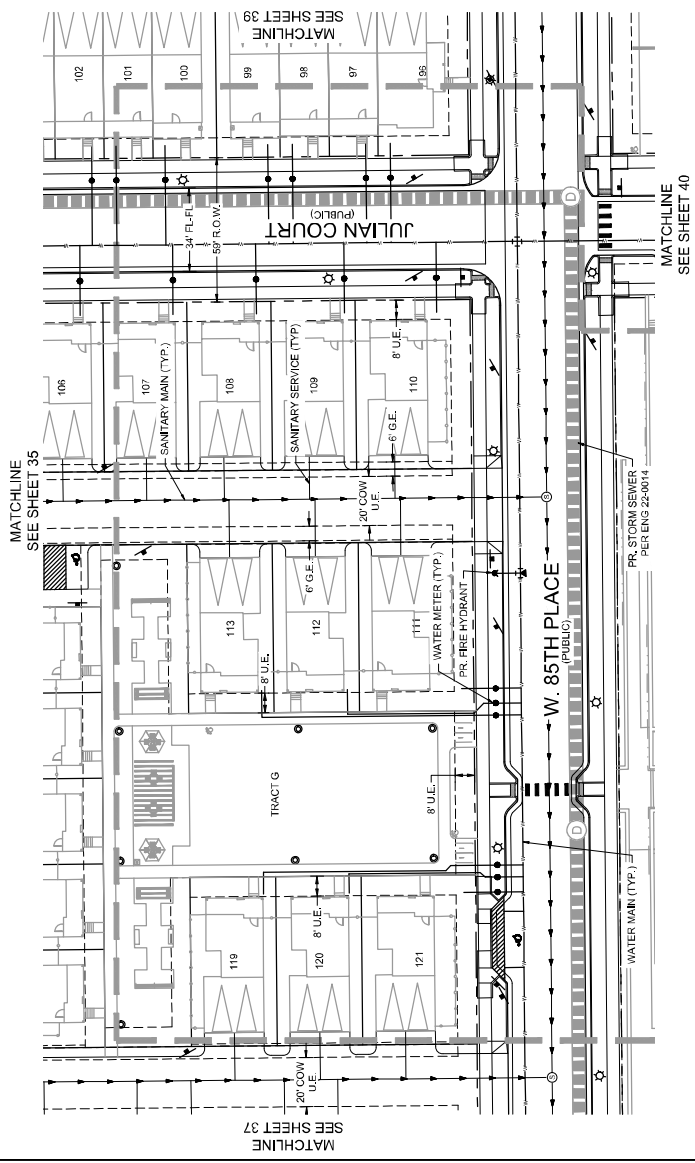 MATCHLINE
SEE SHEET 39
102
101
100
99
98
97
96
34' FL-FL
59' R.O.W.
JULIAN COURT
(PUBLIC)
D
MATCHLINE
SEE SHEET 40
MATCHLINE
SEE SHEET 35
106
107
108
109
110
SANITARY MAIN (TYP.)
SANITARY SERVICE (TYP)
8' U.E.
6' G.E.
20' COW
U.E.
6' G.E.
S
113
112
111
WATER METER (TYP.)
PR. FIRE HYDRANT
W. 85TH PLACE
(PUBLIC)
PR. STORM SEWER
PER ENG 22-0014
8' U.E.
TRACT G
8' U.E.
D
WATER MAIN (TYP.)
8' U.E.
119
120
121
20' COW
U.E.
S
MATCHLINE
SEE SHEET 37